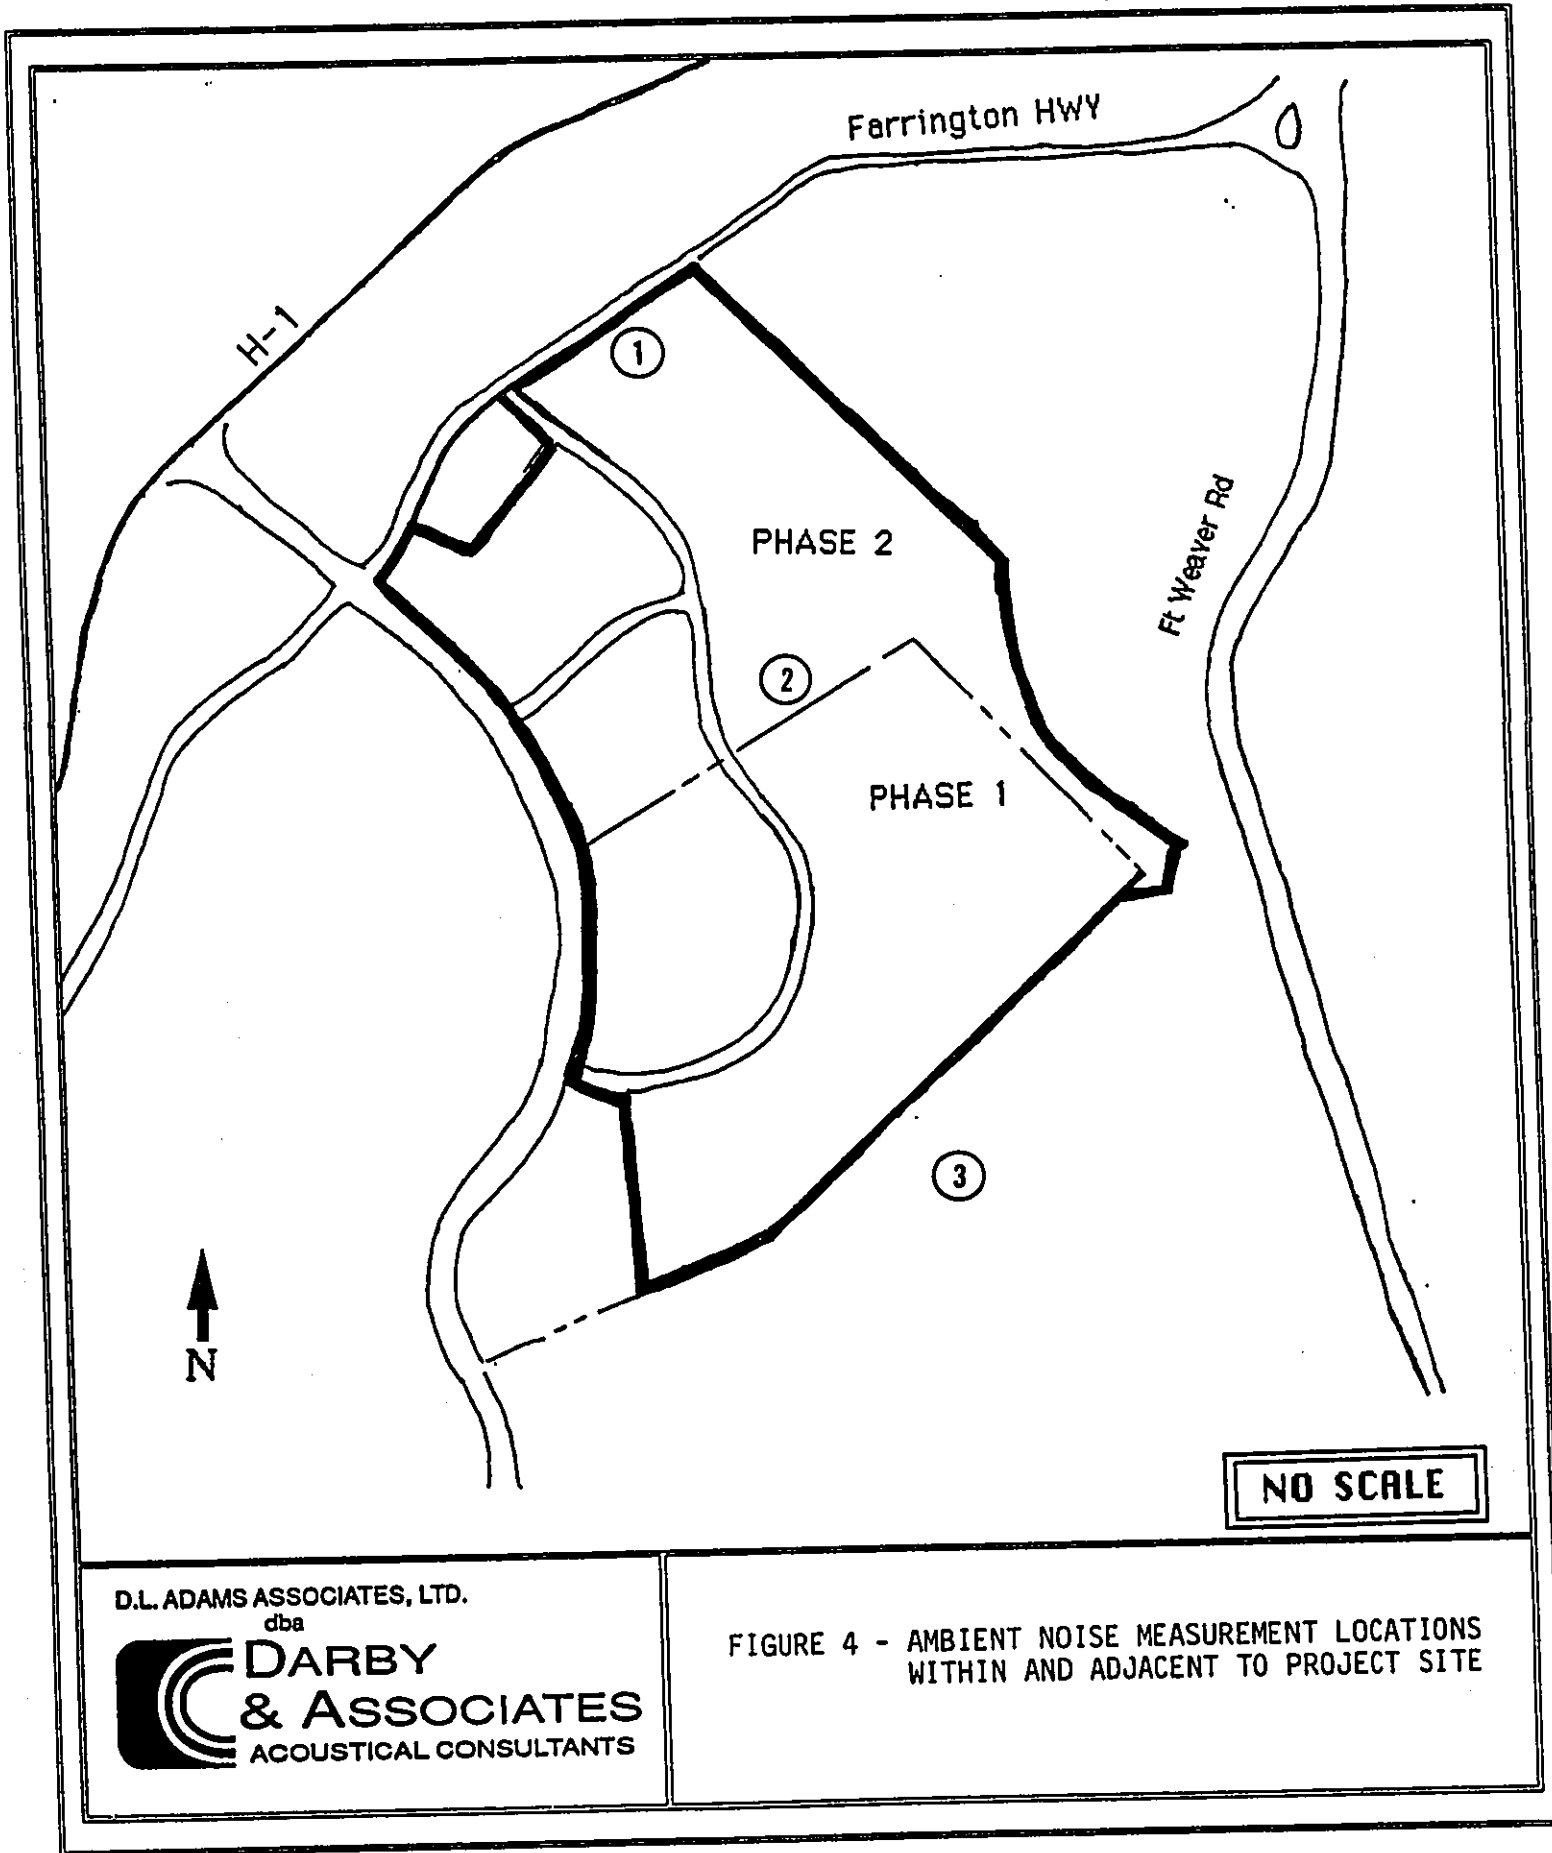 Farrington HWY
H-1
1
PHASE 2
Ft Weaver Rd
2
PHASE 1
3
N
NO SCALE
D.L. ADAMS ASSOCIATES, LTD.
dba
DARBY
& ASSOCIATES
ACOUSTICAL CONSULTANTS
FIGURE 4 - AMBIENT NOISE MEASUREMENT LOCATIONS
WITHIN AND ADJACENT TO PROJECT SITE